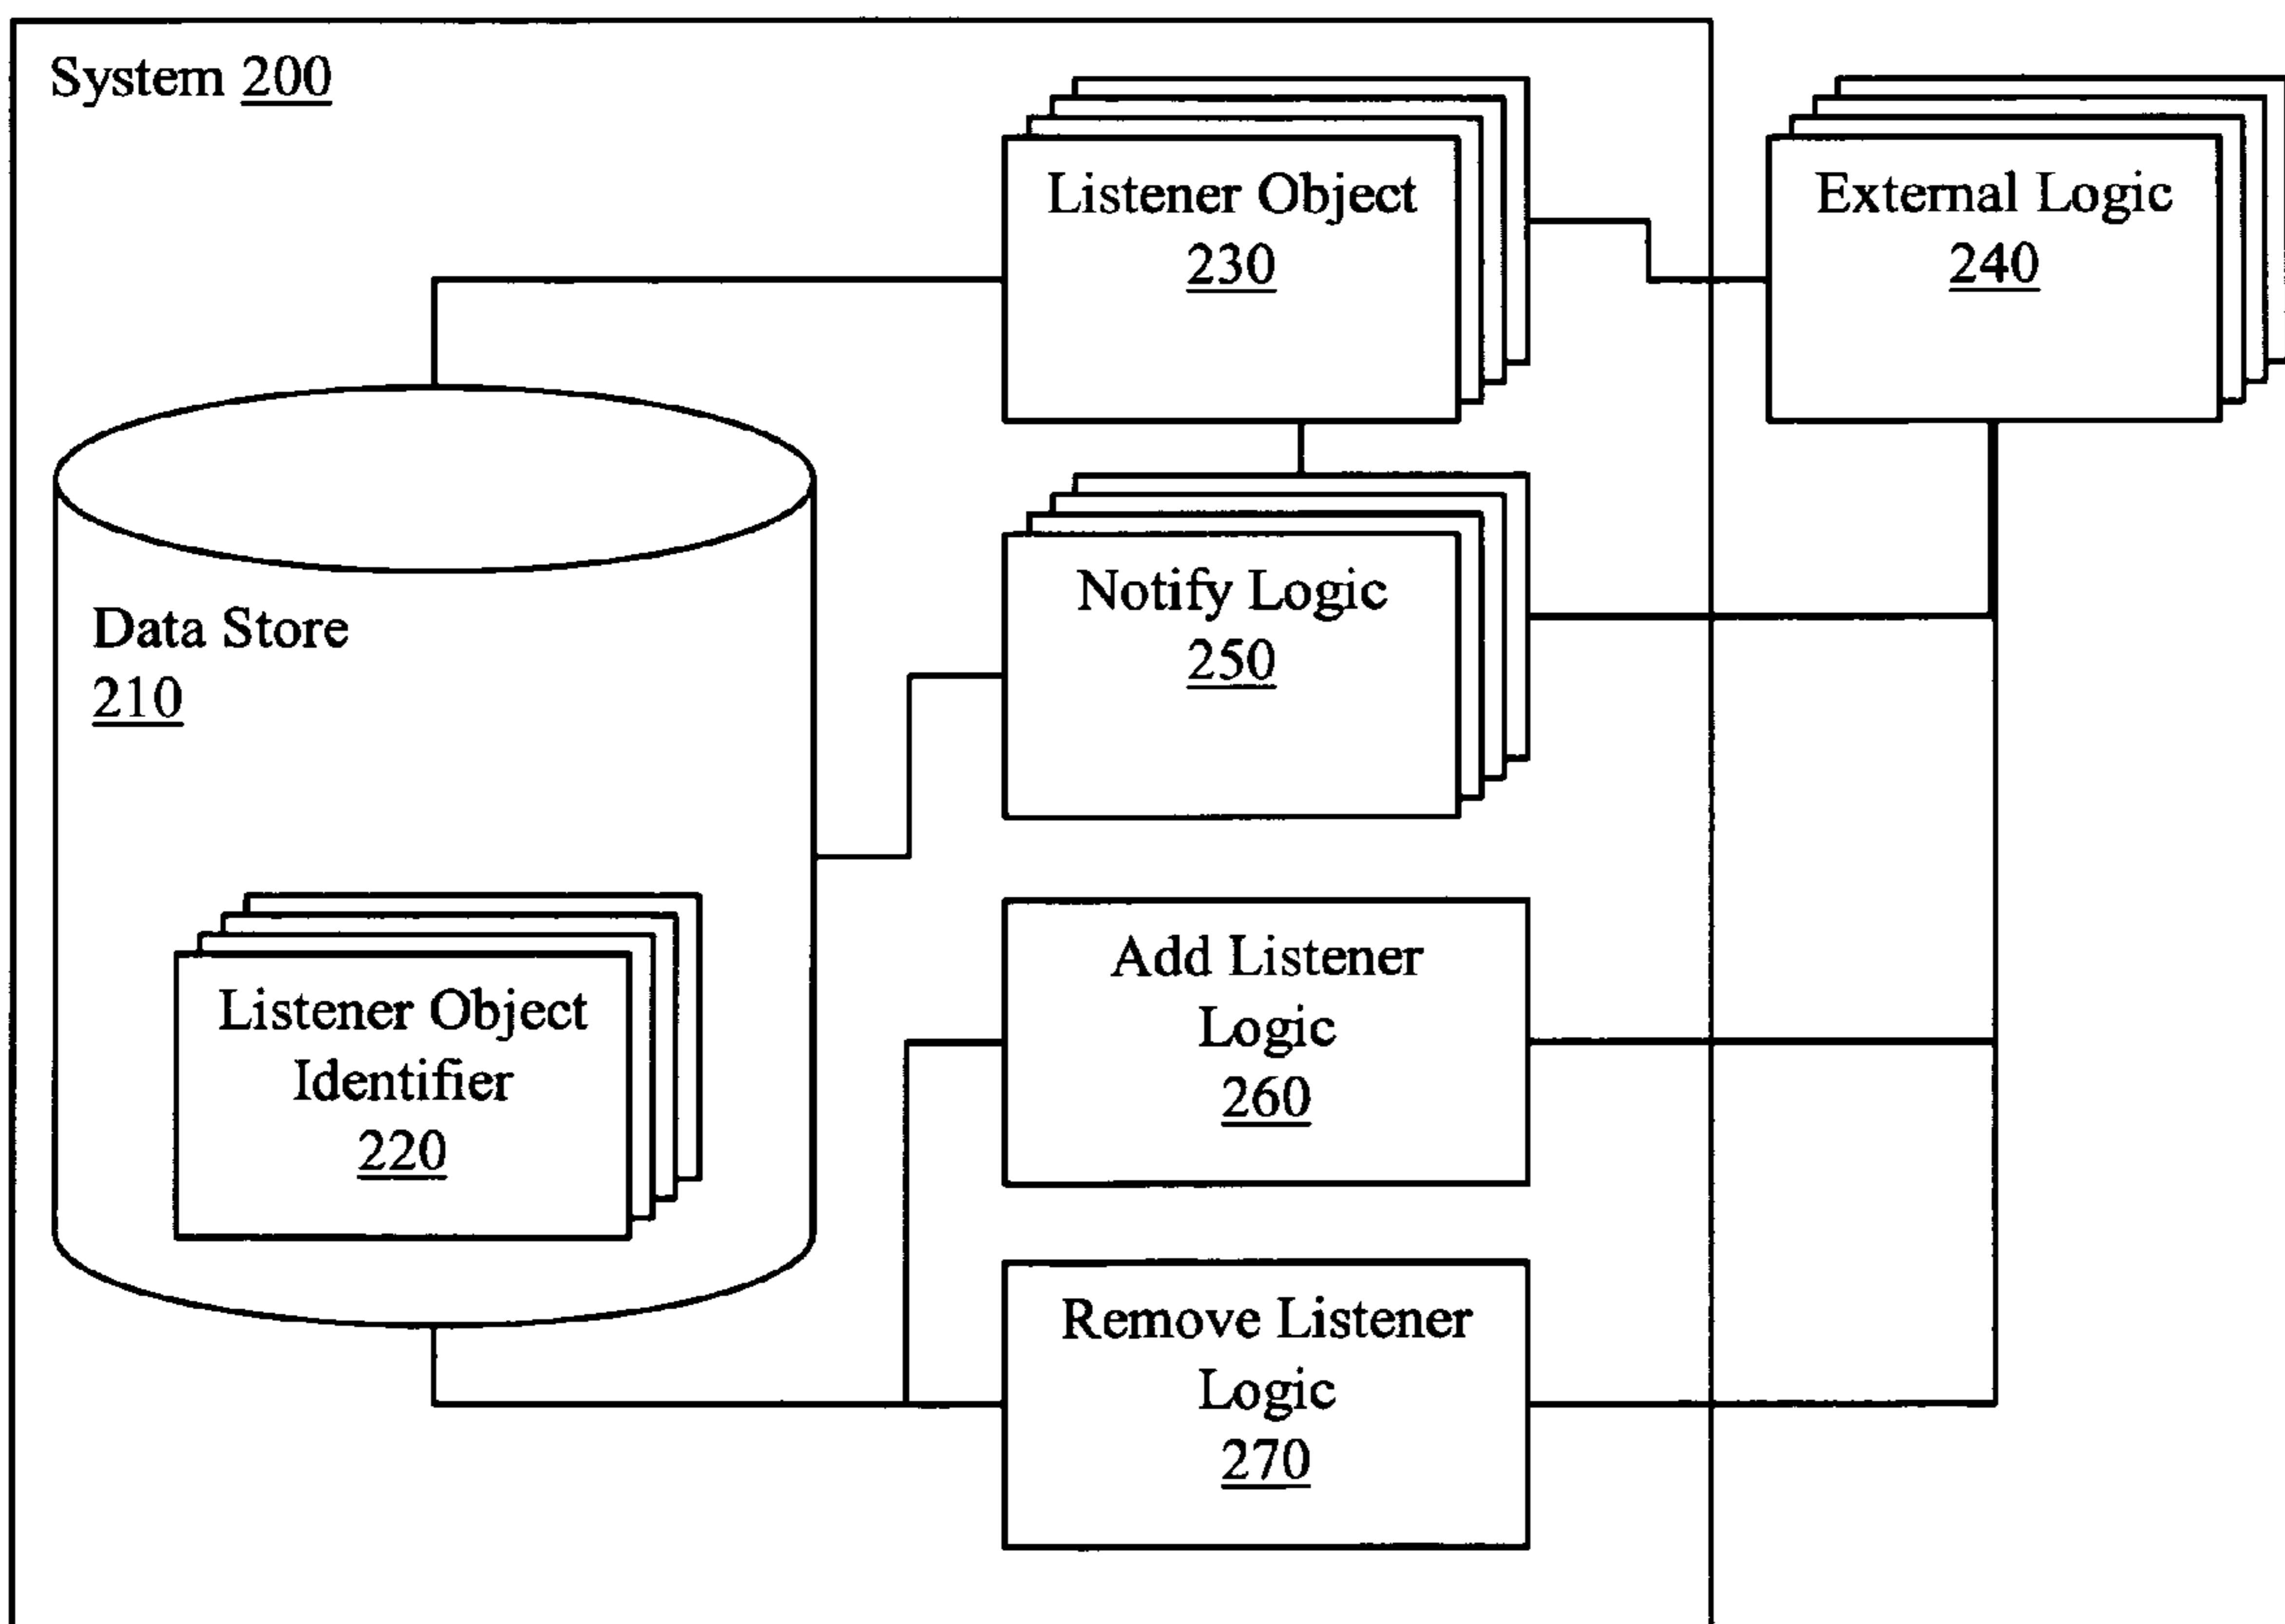 System 200
Listener Object
230
External Logic
240
Notify Logic
250
Data Store
210
Listener Object
Identifier
220
Add Listener
Logic
260
Remove Listener
Logic
270